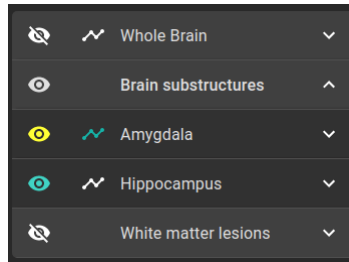 Whole Brain
Brain substructures
Amygdala
Hippocampus
White matter lesions